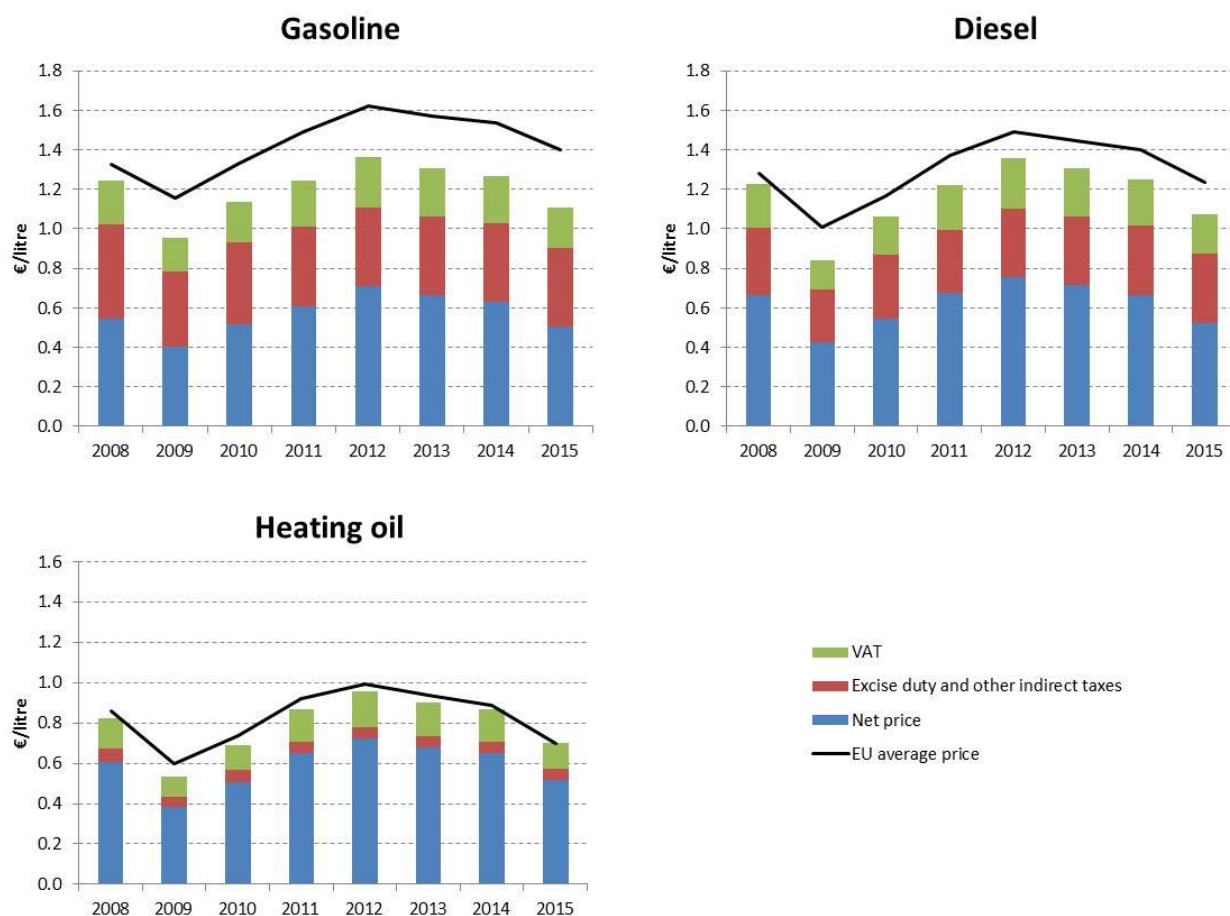 Gasoline
1.8
1.6
1.4
1.2
1.0
0.8
0.6
0.4
0.2
0.0
€/litre
2008 2009 2010 2011 2012 2013 2014 2015
Diesel
1.8
1.6
1.4
1.2
1.0
0.8
0.6
0.4
0.2
0.0
€/litre
2008 2009 2010 2011 2012 2013 2014 2015
Heating oil
1.6
1.4
1.2
1.0
0.8
0.6
0.4
0.2
0.0
€/litre
2008 2009 2010 2011 2012 2013 2014 2015
VAT
Excise duty and other indirect taxes
Net price
EU average price